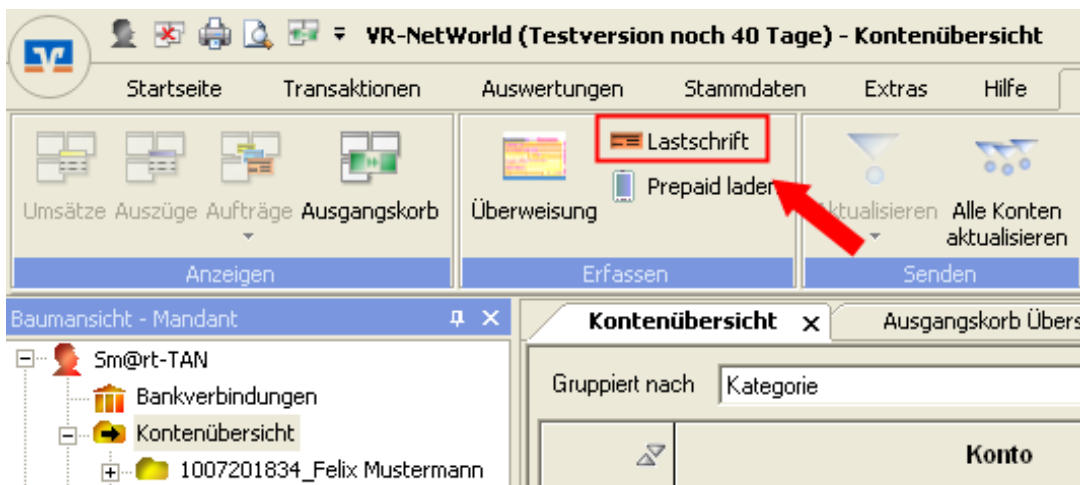 VR-NetWorld (Testversion noch 40 Tage) - Kontenübersicht
Startseite Transaktionen Auswertungen Stammdaten Extras Hilfe
Lastschrift
Prepaid laden
Umsätze Auszüge Aufträge Ausgangskorb Überweisung Alle Konten
aktualisieren
Anzeigen Erfassen Senden
Baumansicht - Mandant
Kontenübersicht x Ausgangskorb Übers
Sm@rt-TAN
Gruppiert nach Kategorie
Bankverbindungen
Kontenübersicht
Konto
1007201834_Felix Mustermann